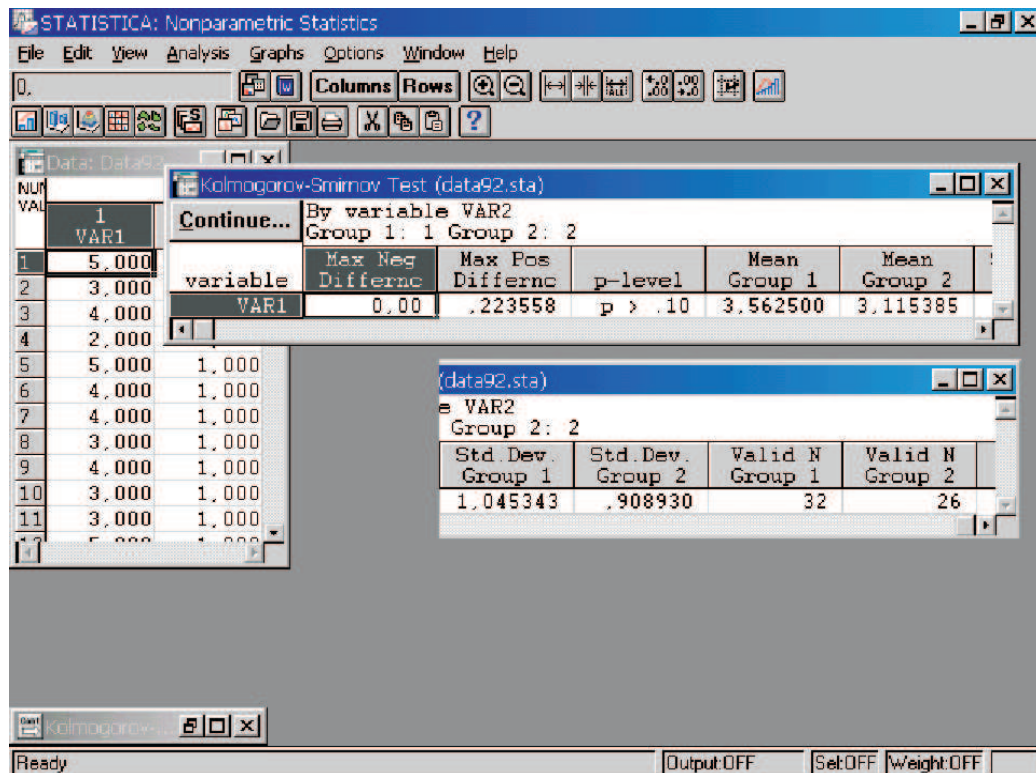 STATISTICA: Nonparametric Statistics
File Edit View Analysis Graphs Options Window Help
0,
Columns Rows
Data: Data92
NUM
VAL
1
VAR1
1 5,000
2 3,000
3 4,000
4 2,000
5 5,000 1,000
6 4,000 1,000
7 4,000 1,000
8 3,000 1,000
9 4,000 1,000
10 3,000 1,000
11 3,000 1,000
Kolmogorov-Smirnov Test (data92.sta)
Continue...
By variable VAR2
Group 1: 1 Group 2: 2
variable Max Neg Differnc Max Pos Differnc p-level Mean Group 1 Mean Group 2
VAR1 0,00 ,223558 p > .10 3,562500 3,115385
(data92.sta)
e VAR2
Group 2: 2
Std.Dev. Group 1 Std.Dev. Group 2 Valid N Group 1 Valid N Group 2
1,045343 ,908930 32 26
Kolmogorov-...
Ready Output:OFF Sel:OFF Weight:OFF